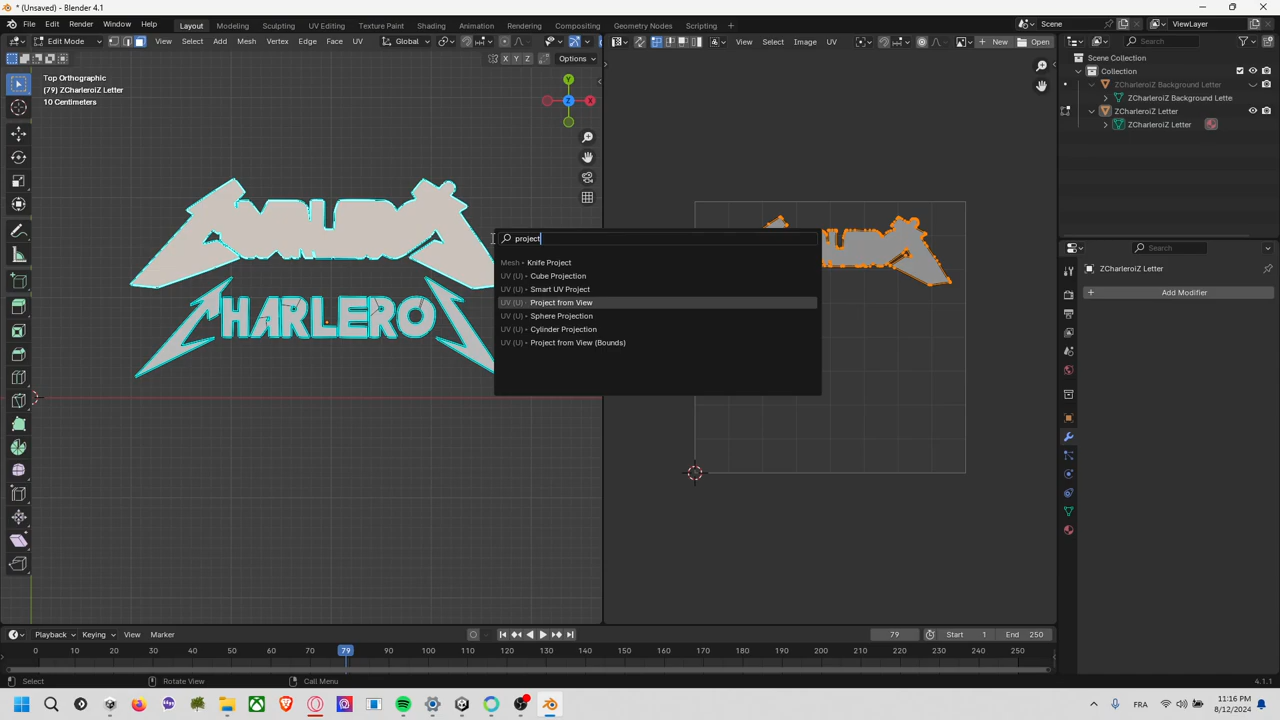 * (Unsaved) - Blender 4.1
File Edit Render Window Help Layout Modeling Sculpting UV Editing Texture Paint Shading Animation Rendering Compositing Geometry Nodes Scripting + Scene ViewLayer
Edit Mode View Select Add Mesh Vertex Edge Face UV Global View Select Image UV New Open Search
X Y Z Options
Scene Collection
Collection
ZCharleroiZ Background Letter
ZCharleroiZ Background Lette
ZCharleroiZ Letter
ZCharleroiZ Letter
Top Orthographic
(79) ZCharleroiZ Letter
10 Centimeters
Y
Z X
project
Mesh ▸ Knife Project
UV (U) ▸ Cube Projection
UV (U) ▸ Smart UV Project
UV (U) ▸ Project from View
UV (U) ▸ Sphere Projection
UV (U) ▸ Cylinder Projection
UV (U) ▸ Project from View (Bounds)
HARLERO
Search
ZCharleroiZ Letter
+ Add Modifier
Playback Keying View Marker 79 Start 1 End 250
0 10 20 30 40 50 60 70 79 80 90 100 110 120 130 140 150 160 170 180 190 200 210 220 230 240 250
Select Rotate View Call Menu 4.1.1
FRA 11:16 PM
8/12/2024